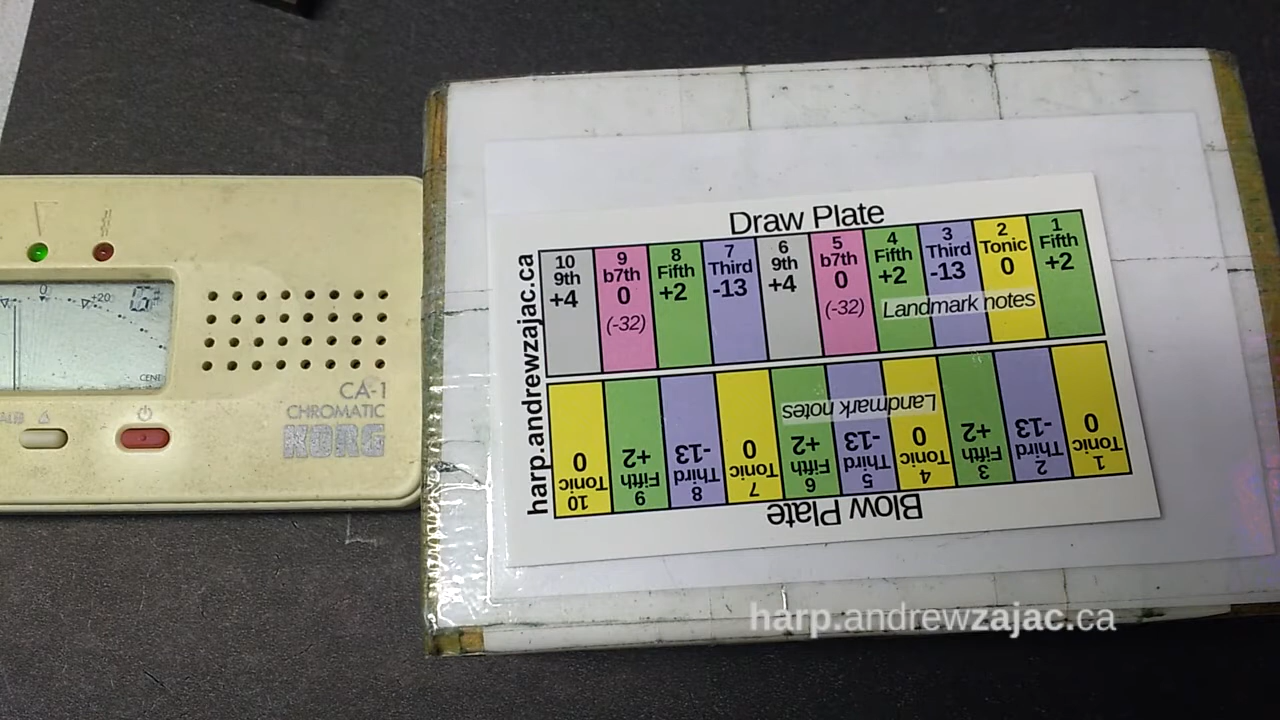 Draw Plate
harp.andrewzajac.ca
10
9th
+4
9
b7th
0
(-32)
8
Fifth
+2
7
Third
-13
6
9th
+4
5
b7th
0
(-32)
4
Fifth
+2
3
Third
-13
2
Tonic
0
1
Fifth
+2
Landmark notes
Blow Plate
1
Tonic
0
2
Third
-13
3
Fifth
+2
4
Tonic
0
5
Third
-13
6
Fifth
+2
7
Tonic
0
8
Third
-13
9
Fifth
+2
10
Tonic
0
Landmark notes
0
+20
CENT
CA-1
CHROMATIC
KORG
harp.andrewzajac.ca